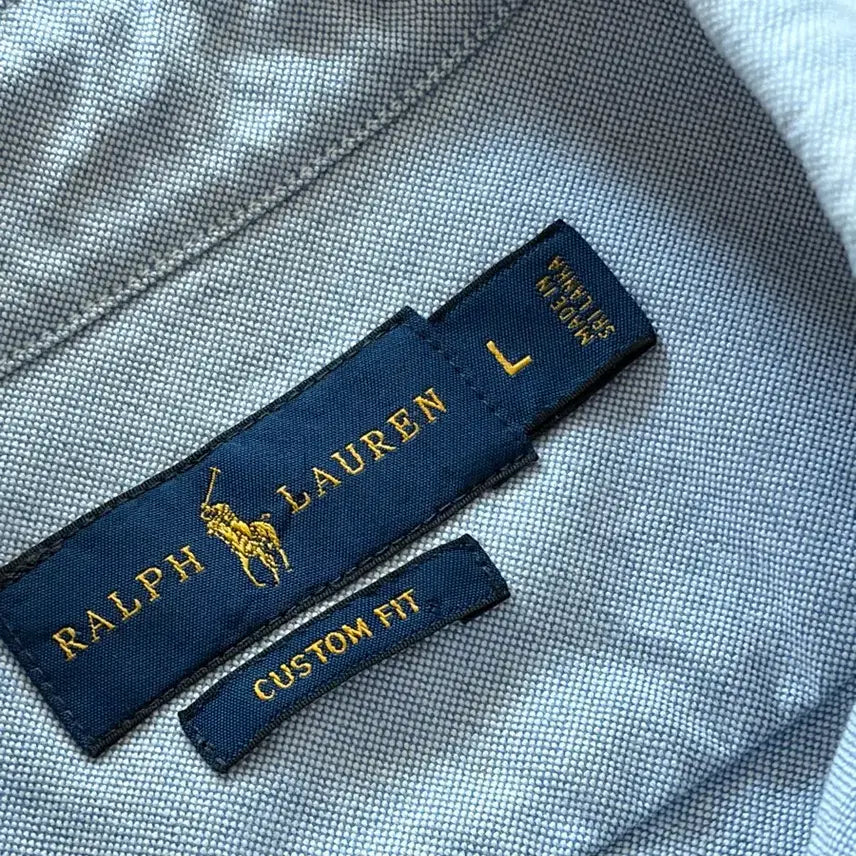 RALPH LAUREN
L
MADE IN
SRI LANKA
CUSTOM FIT